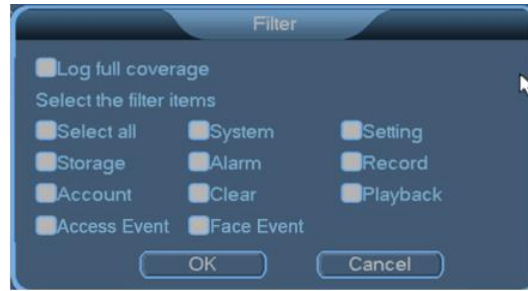 Filter
Log full coverage
Select the filter items
Select all System Setting
Storage Alarm Record
Account Clear Playback
Access Event Face Event
OK Cancel